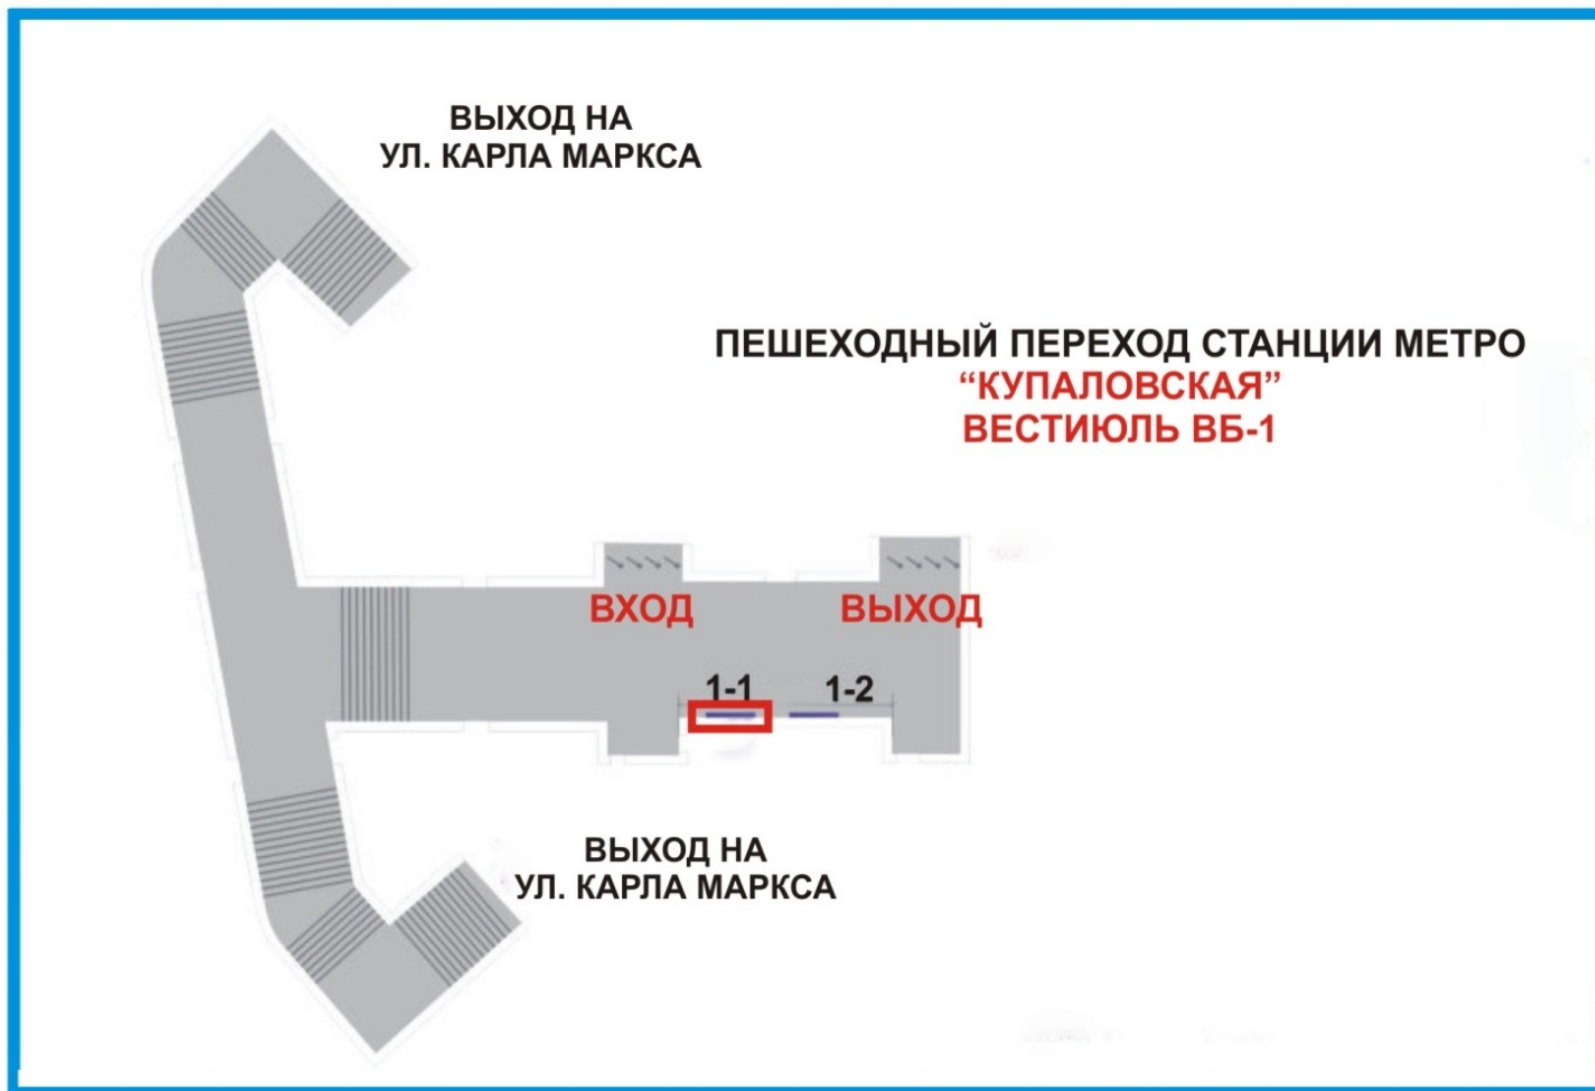 ВЫХОД НА
УЛ. КАРЛА МАРКСА
ПЕШЕХОДНЫЙ ПЕРЕХОД СТАНЦИИ МЕТРО
“КУПАЛОВСКАЯ”
ВЕСТИЮЛЬ ВБ-1
ВХОД
ВЫХОД
1-1
1-2
ВЫХОД НА
УЛ. КАРЛА МАРКСА